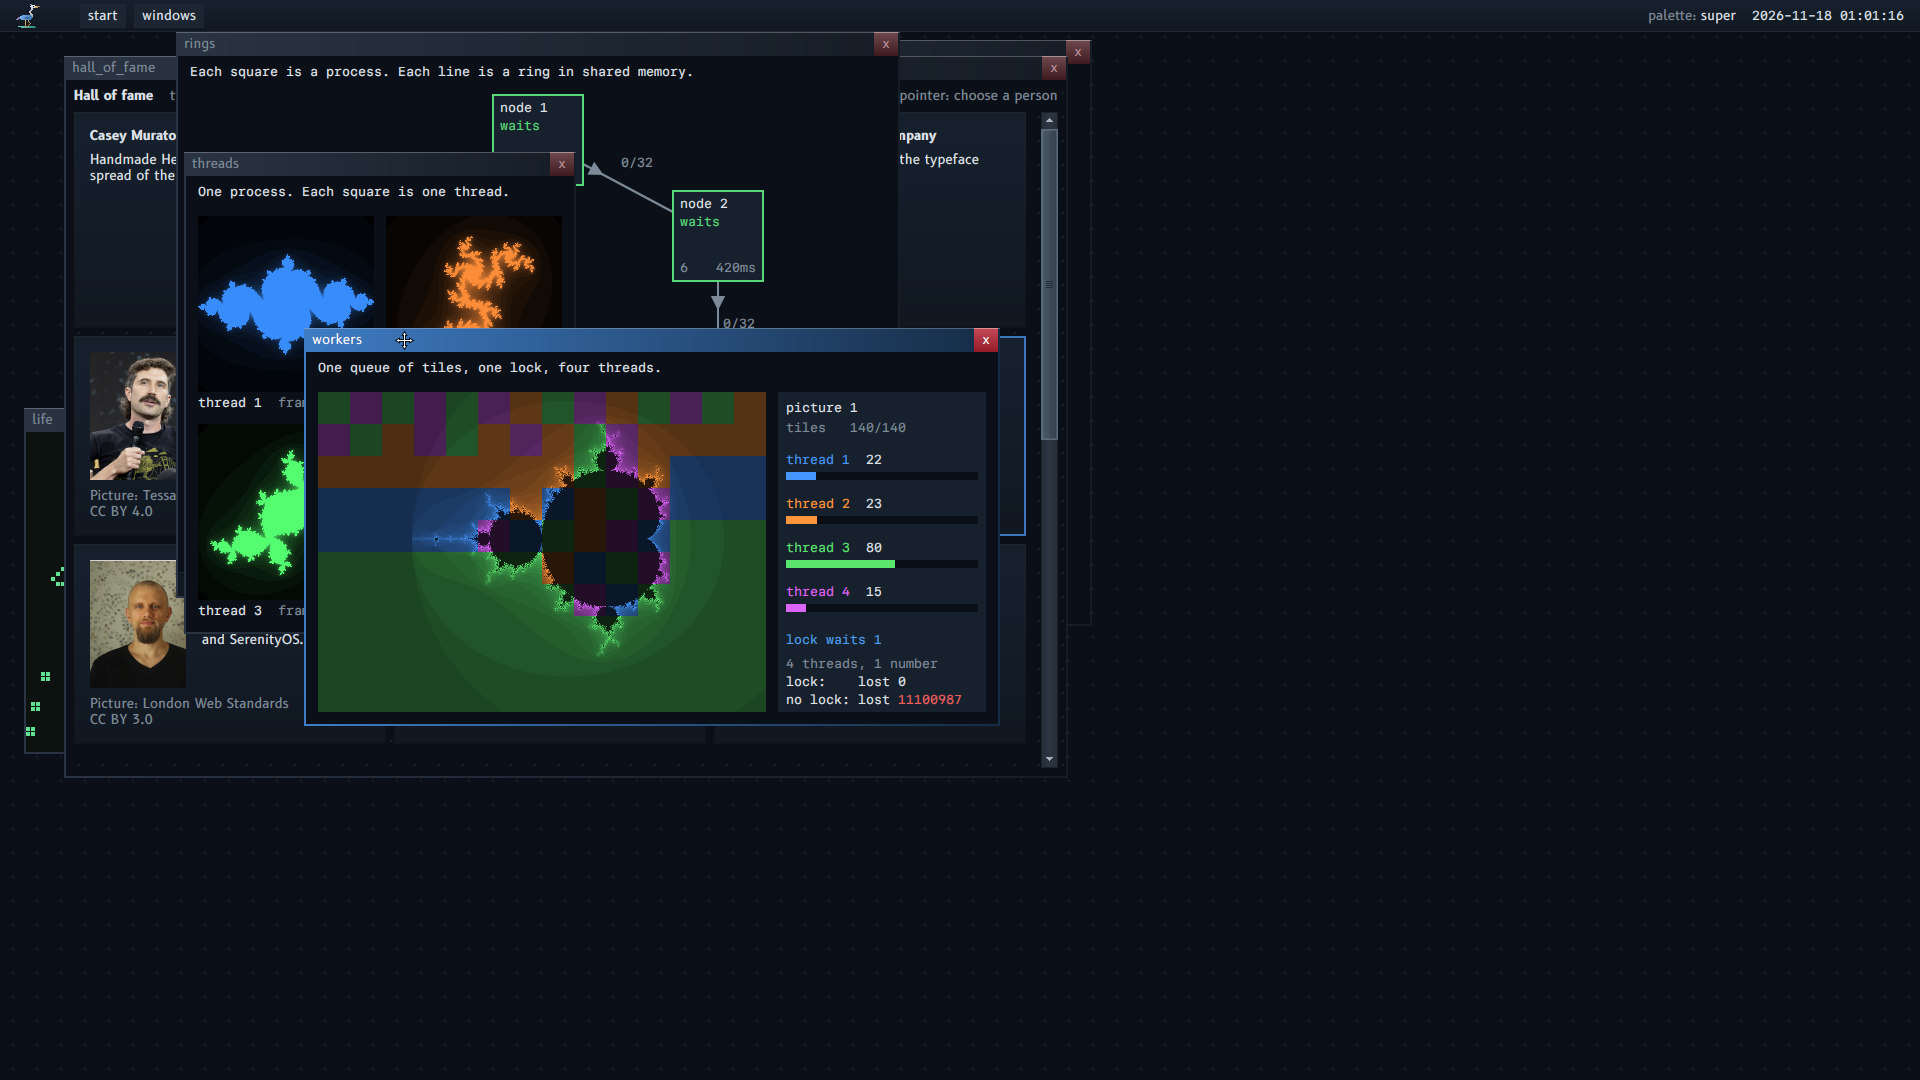 start windows palette: super 2026-11-18 01:01:16
rings x
x
hall_of_fame x
Each square is a process. Each line is a ring in shared memory.
Hall of fame pointer: choose a person
node 1
waits
0/32
Casey
Handmade the typeface
spread of the
threads x
One process. Each square is one thread.
node 2
waits
6 420ms
0/32
workers x
One queue of tiles, one lock, four threads.
thread 1
thread 3
picture 1
tiles 140/140
thread 1 22
thread 2 23
thread 3 80
thread 4 15
lock waits 1
4 threads, 1 number
lock: lost 0
no lock: lost 11100987
life
Picture:
CC BY 4.0
and SerenityOS.
Picture: London Web Standards
CC BY 3.0